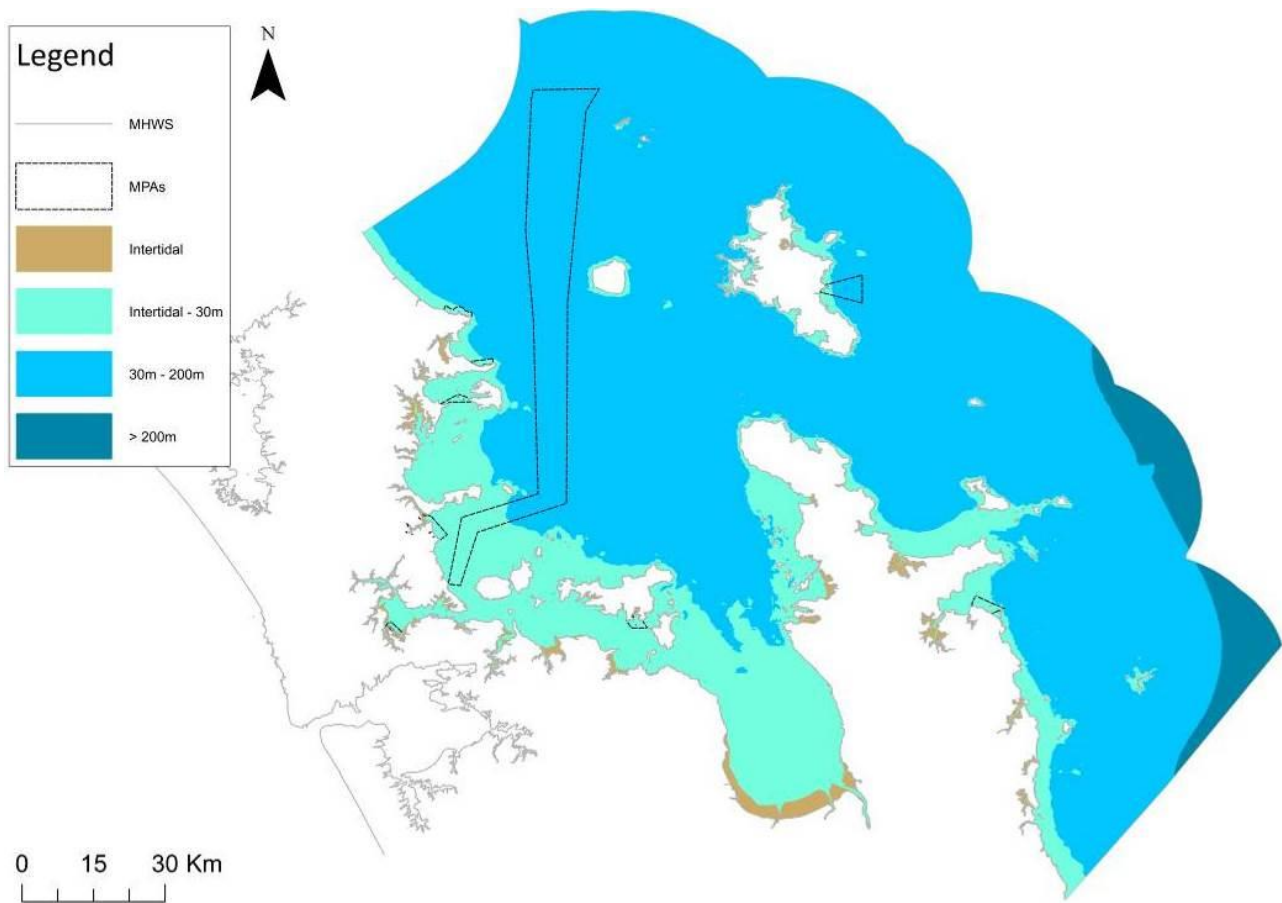 Legend
N
MHWS
MPAs
Intertidal
Intertidal - 30m
30m - 200m
> 200m
0 15 30 Km